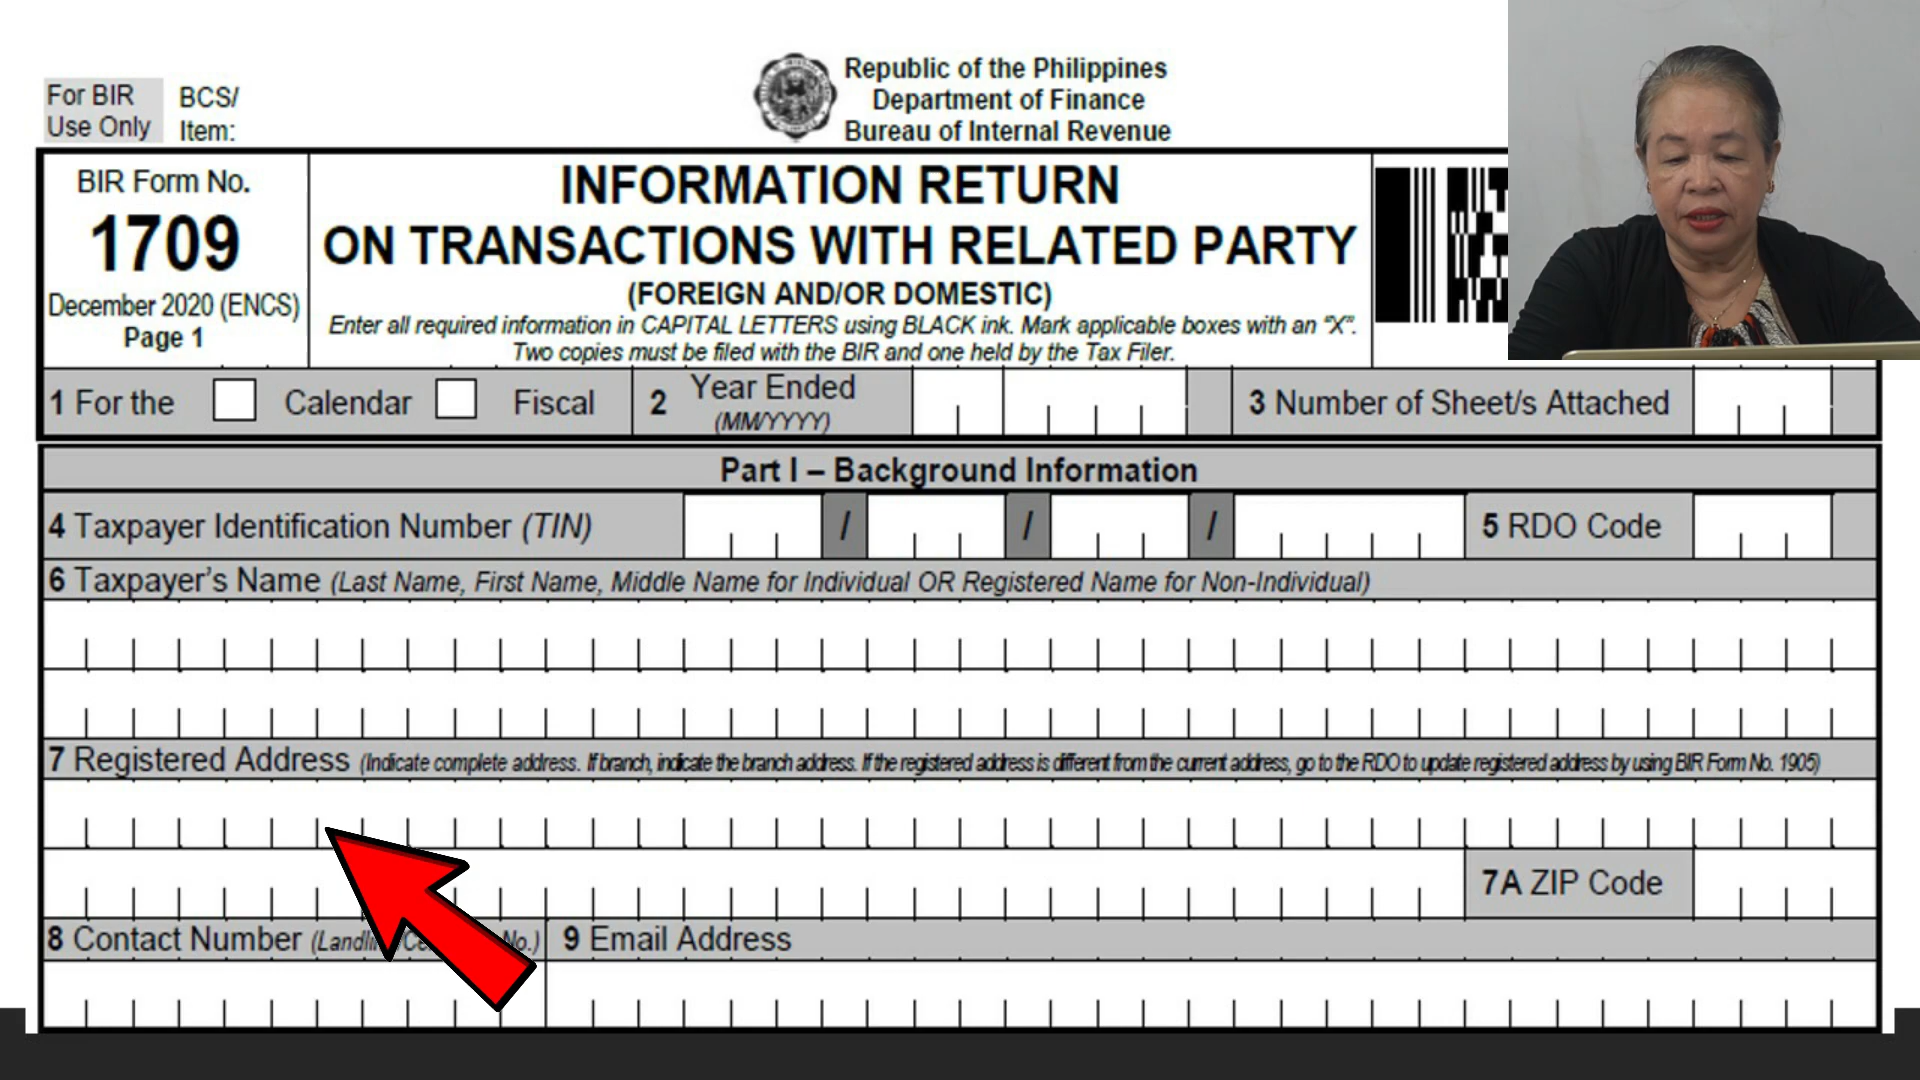 For BIR
Use Only
BCS/
Item:
Republic of the Philippines
Department of Finance
Bureau of Internal Revenue
BIR Form No.
1709
December 2020 (ENCS)
Page 1
INFORMATION RETURN
ON TRANSACTIONS WITH RELATED PARTY
(FOREIGN AND/OR DOMESTIC)
Enter all required information in CAPITAL LETTERS using BLACK ink. Mark applicable boxes with an "X".
Two copies must be filed with the BIR and one held by the Tax Filer.
1 For the Calendar Fiscal
2 Year Ended
(MM/YYYY)
3 Number of Sheet/s Attached
Part I – Background Information
4 Taxpayer Identification Number (TIN) / / / 5 RDO Code
6 Taxpayer's Name (Last Name, First Name, Middle Name for Individual OR Registered Name for Non-Individual)
7 Registered Address (Indicate complete address. If branch, indicate the branch address. If the registered address is different from the current address, go to the RDO to update registered address by using BIR Form No. 1905)
7A ZIP Code
8 Contact Number No.) 9 Email Address